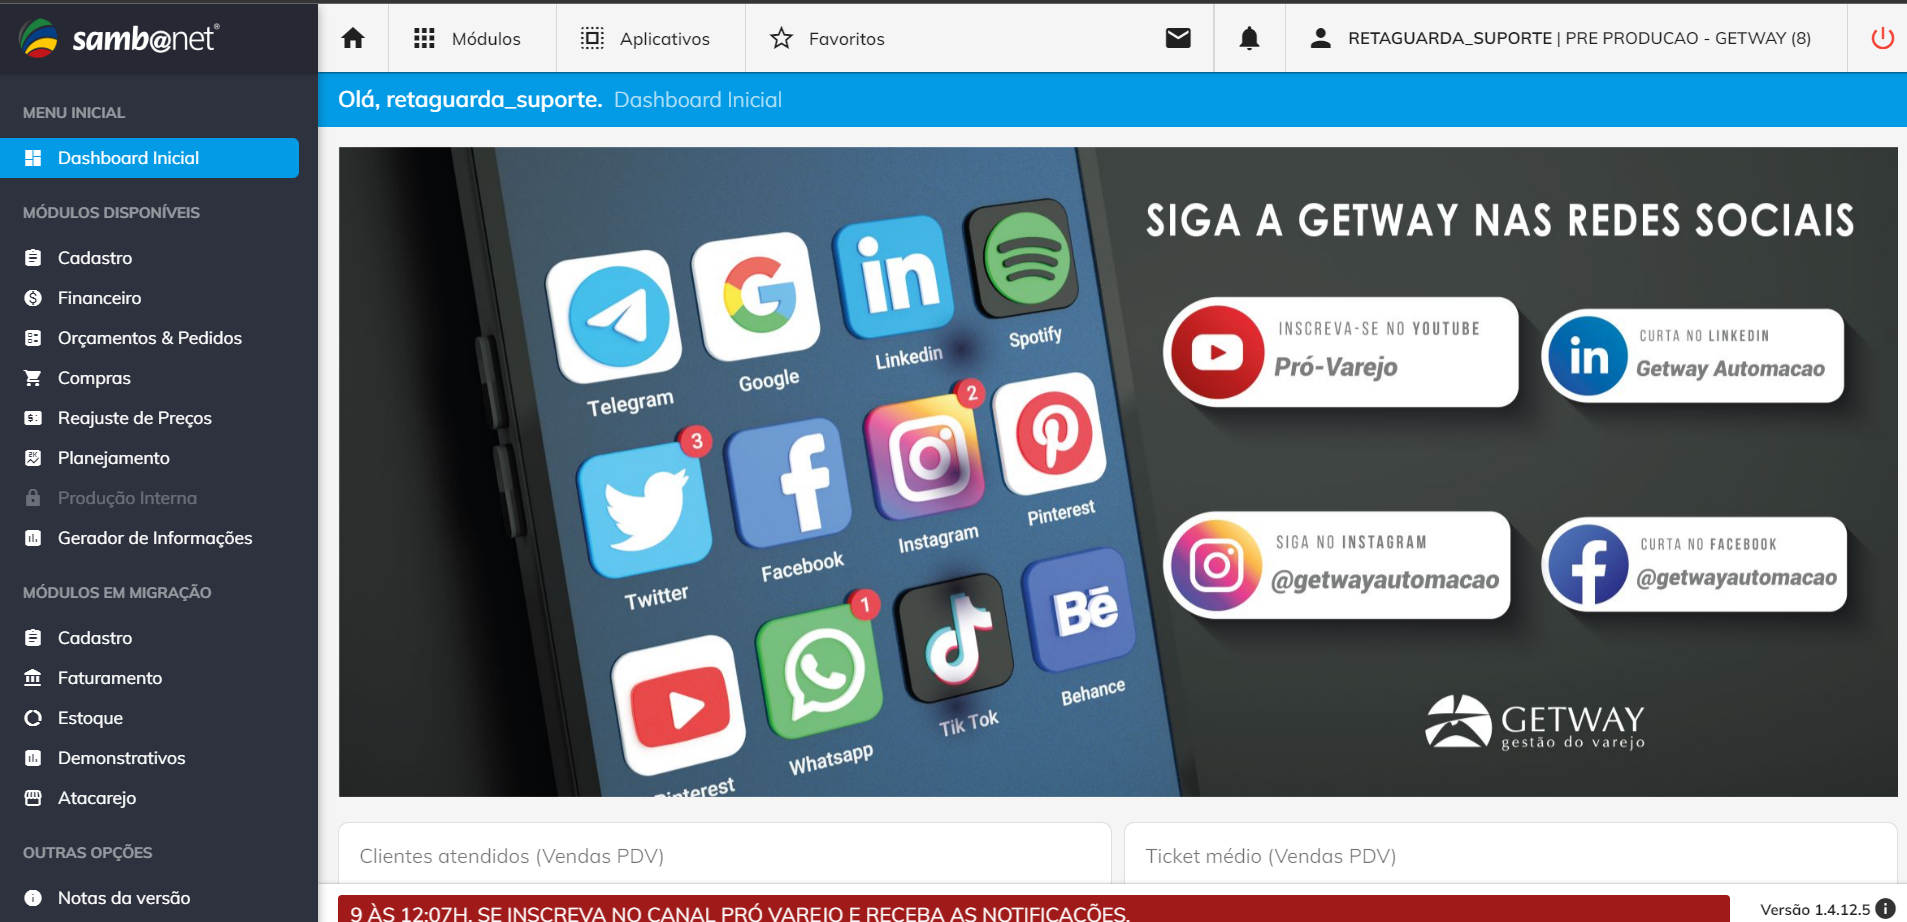 samb@net®
Módulos
Aplicativos
Favoritos
RETAGUARDA_SUPORTE | PRE PRODUCAO - GETWAY (8)
Olá, retaguarda_suporte. Dashboard Inicial
MENU INICIAL
Dashboard Inicial
MÓDULOS DISPONÍVEIS
Cadastro
Financeiro
Orçamentos & Pedidos
Compras
Reajuste de Preços
Planejamento
Produção Interna
Gerador de Informações
MÓDULOS EM MIGRAÇÃO
Cadastro
Faturamento
Estoque
Demonstrativos
Atacarejo
OUTRAS OPÇÕES
Notas da versão
Telegram
Google
Linkedin
Spotify
3
Twitter
Facebook
2
Instagram
Pinterest
Pinterest
1
Whatsapp
Tik Tok
Bē
Behance
SIGA A GETWAY NAS REDES SOCIAIS
INSCREVA-SE NO YOUTUBE
Pró-Varejo
in
CURTA NO LINKEDIN
Getway Automacao
SIGA NO INSTAGRAM
@getwayautomacao
CURTA NO FACEBOOK
@getwayautomacao
GETWAY
gestão do varejo
Clientes atendidos (Vendas PDV)
Ticket médio (Vendas PDV)
9 ÀS 12:07H. SE INSCREVA NO CANAL PRÓ VAREJO E RECEBA AS NOTIFICAÇÕES.
Versão 1.4.12.5